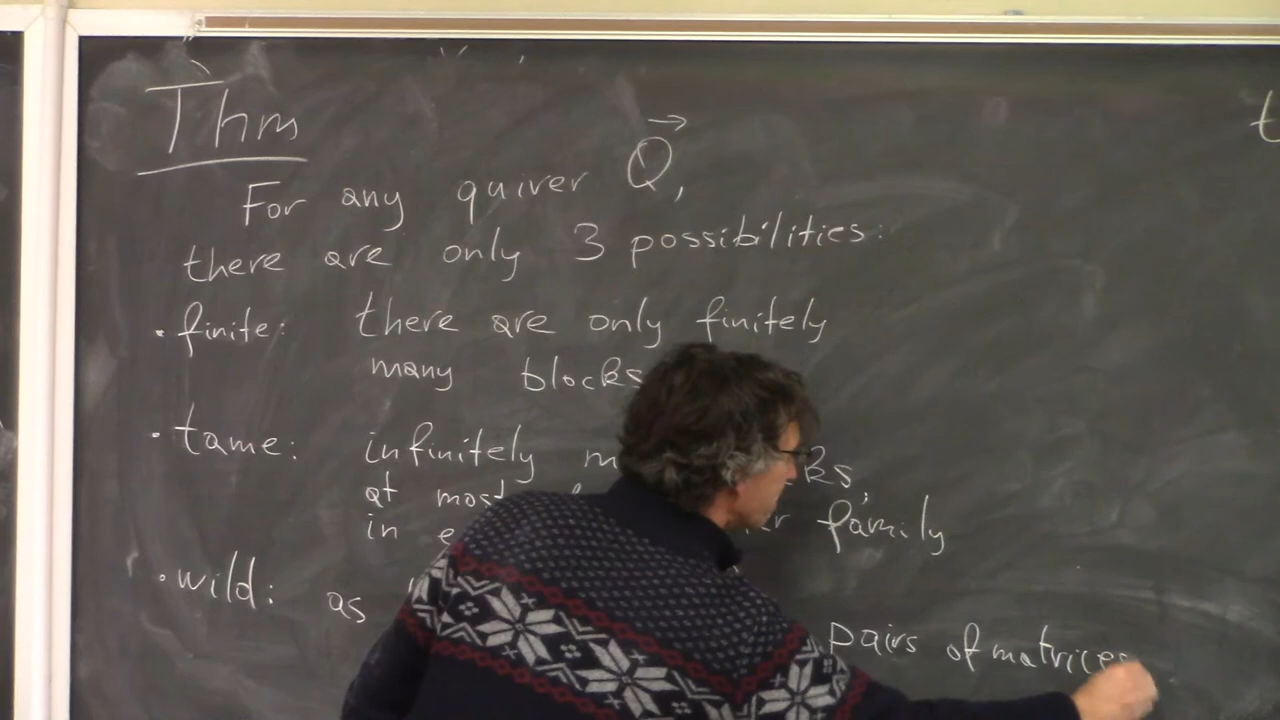 Thm
For any quiver Q,
there are only 3 possibilities:
• finite: there are only finitely
many blocks
• tame: infinitely
at most
in family
• wild: as pairs of matrices
t